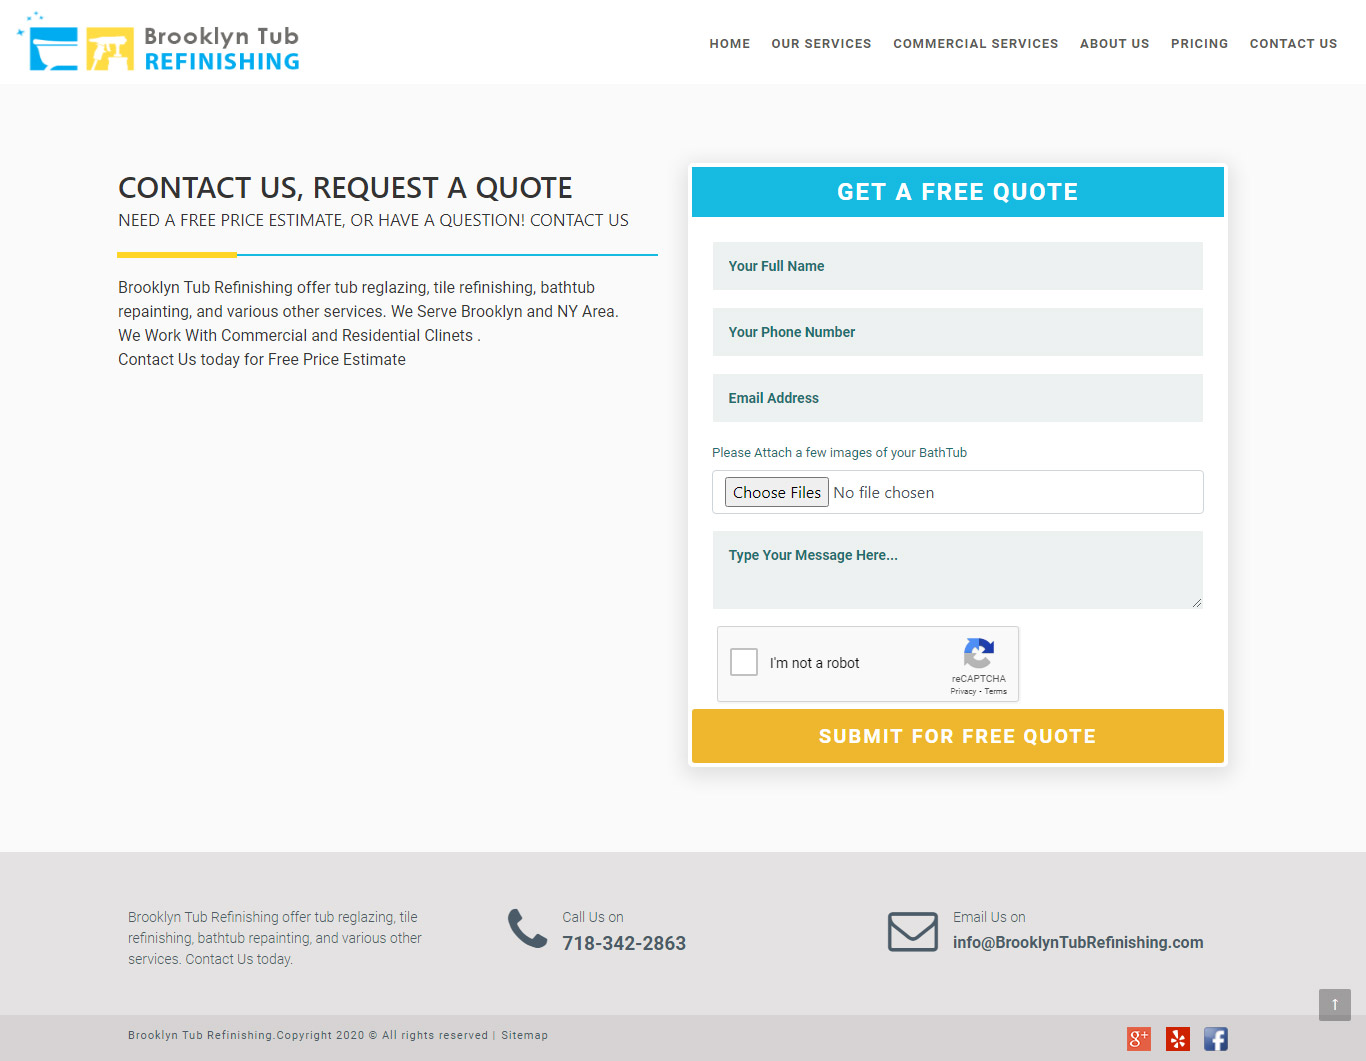 Brooklyn Tub
REFINISHING
HOME OUR SERVICES COMMERCIAL SERVICES ABOUT US PRICING CONTACT US
CONTACT US, REQUEST A QUOTE
NEED A FREE PRICE ESTIMATE, OR HAVE A QUESTION! CONTACT US
Brooklyn Tub Refinishing offer tub reglazing, tile refinishing, bathtub
repainting, and various other services. We Serve Brooklyn and NY Area.
We Work With Commercial and Residential Clinets .
Contact Us today for Free Price Estimate
GET A FREE QUOTE
Your Full Name
Your Phone Number
Email Address
Please Attach a few images of your BathTub
Choose Files No file chosen
Type Your Message Here...
I'm not a robot
reCAPTCHA
Privacy - Terms
SUBMIT FOR FREE QUOTE
Brooklyn Tub Refinishing offer tub reglazing, tile
refinishing, bathtub repainting, and various other
services. Contact Us today.
Call Us on
718-342-2863
Email Us on
info@BrooklynTubRefinishing.com
Brooklyn Tub Refinishing.Copyright 2020 © All rights reserved | Sitemap
g+
f